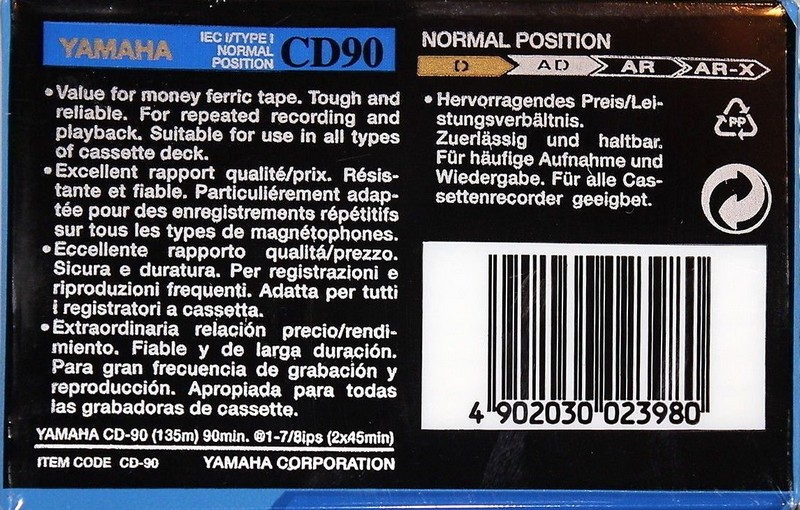 YAMAHA
IEC I/TYPE I
NORMAL
POSITION
CD90
•Value for money ferric tape. Tough and
reliable. For repeated recording and
playback. Suitable for use in all types
of cassette deck.
•Excellent rapport qualité/prix. Résis-
tante et fiable. Particuliérement adap-
tée pour des enregistrements répétitifs
sur tous les types de magnétophones.
•Eccellente rapporto qualitá/prezzo.
Sicura e duratura. Per registrazioni e
riproduzioni frequenti. Adatta per tutti
i registratori a cassetta.
•Extraordinaria relación precio/rendi-
miento. Fiable y de larga duración.
Para gran frecuencia de grabación y
reproducción. Apropiada para todas
las grabadoras de cassette.
YAMAHA CD-90 (135m) 90min. @1-7/8ips (2x45min)
ITEM CODE CD-90 YAMAHA CORPORATION
NORMAL POSITION
D AD AR AR-X
•Hervorragendes Preis/Lei-
stungsverbältnis.
Zuerlässig und haltbar.
Für häufige Aufnahme und
Wiedergabe. Für alle Cas-
settenrecorder geeigbet.
PP
4 902030 023980